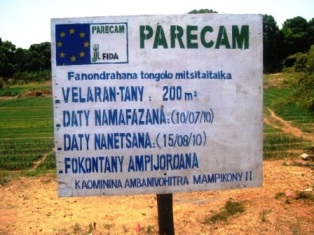 PARECAM
FIDA
PARECAM
Fanondrahana tongolo mitsitaitaika
- VELARAN-TANY : 200 m²
- DATY NAMAFAZANA: (10/07/10)
- DATY NANETSANA: (15/08/10)
- FOKONTANY AMPIJOROANA
KAOMININA AMBANIVOHITRA MAMPIKONY II